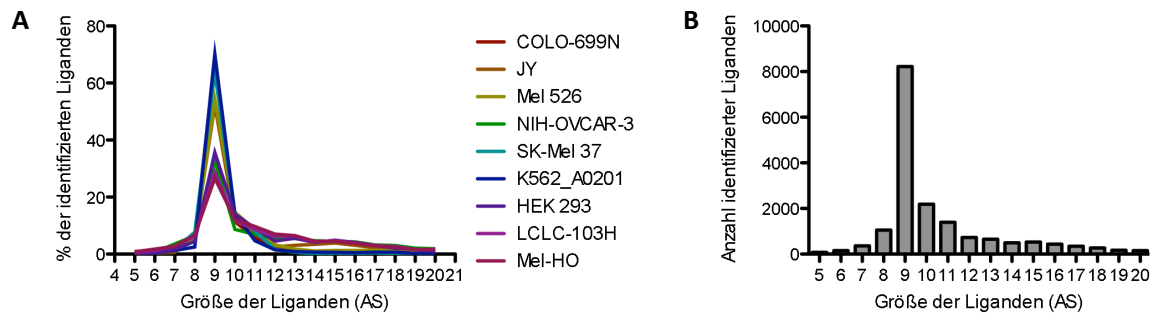 A
% der identifizierten Liganden
80
60
40
20
0
4 5 6 7 8 9 10 11 12 13 14 15 16 17 18 19 20 21
Größe der Liganden (AS)
COLO-699N
JY
Mel 526
NIH-OVCAR-3
SK-Mel 37
K562_A0201
HEK 293
LCLC-103H
Mel-HO
B
Anzahl identifizierter Liganden
10000
8000
6000
4000
2000
0
5 6 7 8 9 10 11 12 13 14 15 16 17 18 19 20
Größe der Liganden (AS)